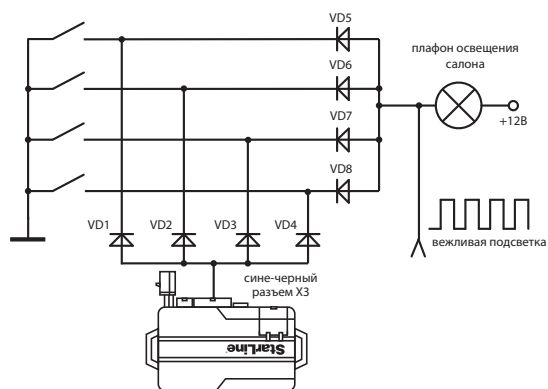 VD5
плафон освещения
салона
VD6
+12В
VD7
VD8
VD1
VD2
VD3
VD4
вежливая подсветка
сине-черный
разъем X3
StarLine